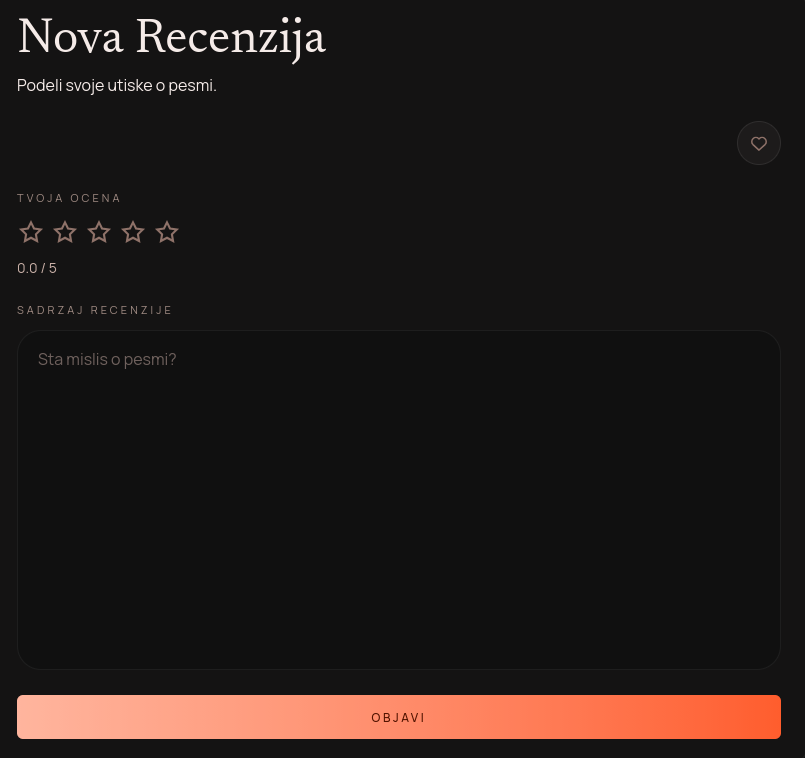 Nova Recenzija
Podeli svoje utiske o pesmi.
TVOJA OCENA
0.0 / 5
SADRZAJ RECENZIJE
Sta mislis o pesmi?
OBJAVI